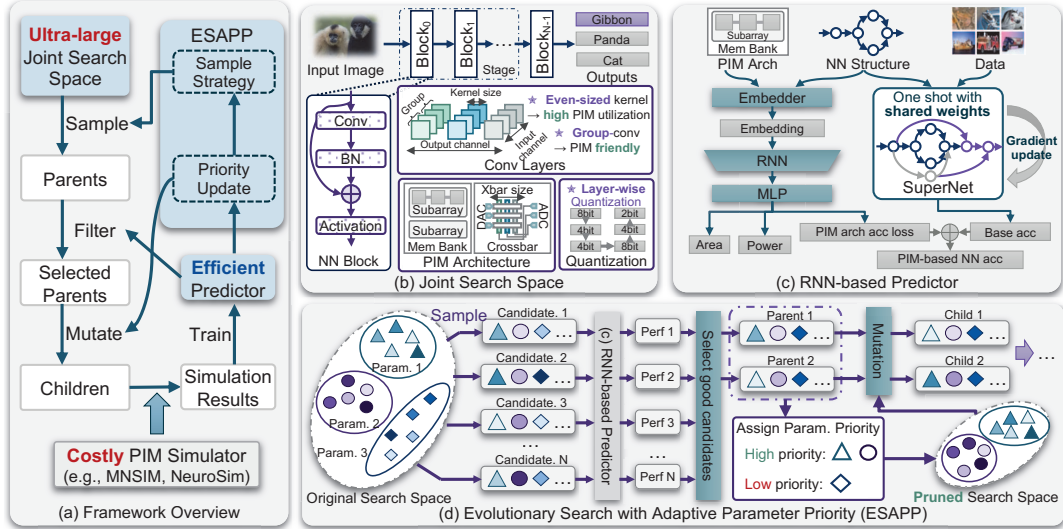 Ultra-large
Joint Search
Space
ESAPP
Sample
Strategy
Sample
Parents
Priority
Update
Filter
Selected
Parents
Efficient
Predictor
Mutate
Train
Children
Simulation
Results
Costly PIM Simulator
(e.g., MNSIM, NeuroSim)
(a) Framework Overview
Input Image
Block0
Block1
...
Stage
BlockN-1
Gibbon
Panda
Cat
Outputs
Conv
BN
Activation
NN Block
Group
Kernel size
Output channel
Input channel
Even-sized kernel
→ high PIM utilization
Group-conv
→ PIM friendly
Conv Layers
Subarray
Subarray
Mem Bank
Xbar size
DAC
ADC
Crossbar
PIM Architecture
Layer-wise
Quantization
8bit
2bit
4bit
4bit
4bit
8bit
Quantization
(b) Joint Search Space
Subarray
Mem Bank
PIM Arch
NN Structure
Data
Embedder
Embedding
RNN
MLP
Area
Power
PIM arch acc loss
Base acc
PIM-based NN acc
One shot with
shared weights
SuperNet
Gradient
update
(c) RNN-based Predictor
Sample
Param. 1
Param. 2
Param. 3
Original Search Space
Candidate. 1
...
Candidate. 2
...
Candidate. 3
...
...
Candidate. N
...
(c) RNN-based Predictor
Perf 1
Perf 2
Perf 3
...
Perf N
Select good candidates
Parent 1
...
Parent 2
...
Mutation
Child 1
...
Child 2
...
...
Assign Param. Priority
High priority:
Low priority:
Pruned Search Space
(d) Evolutionary Search with Adaptive Parameter Priority (ESAPP)